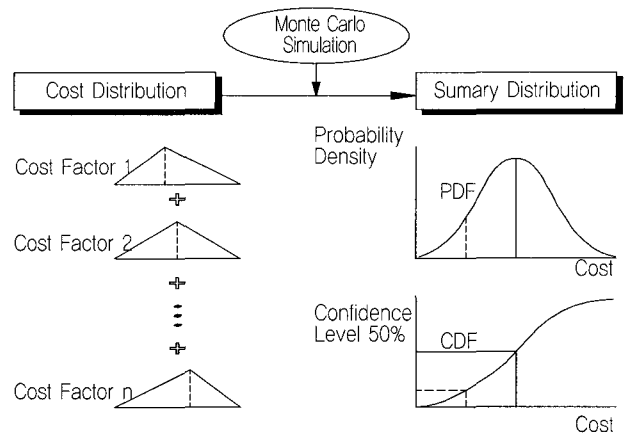 Monte Carlo
Simulation
Cost Distribution
Sumary Distribution
Cost Factor 1
+
Cost Factor 2
+
+
Cost Factor n
Probability
Density
PDF
Cost
Confidence
Level 50%
CDF
Cost